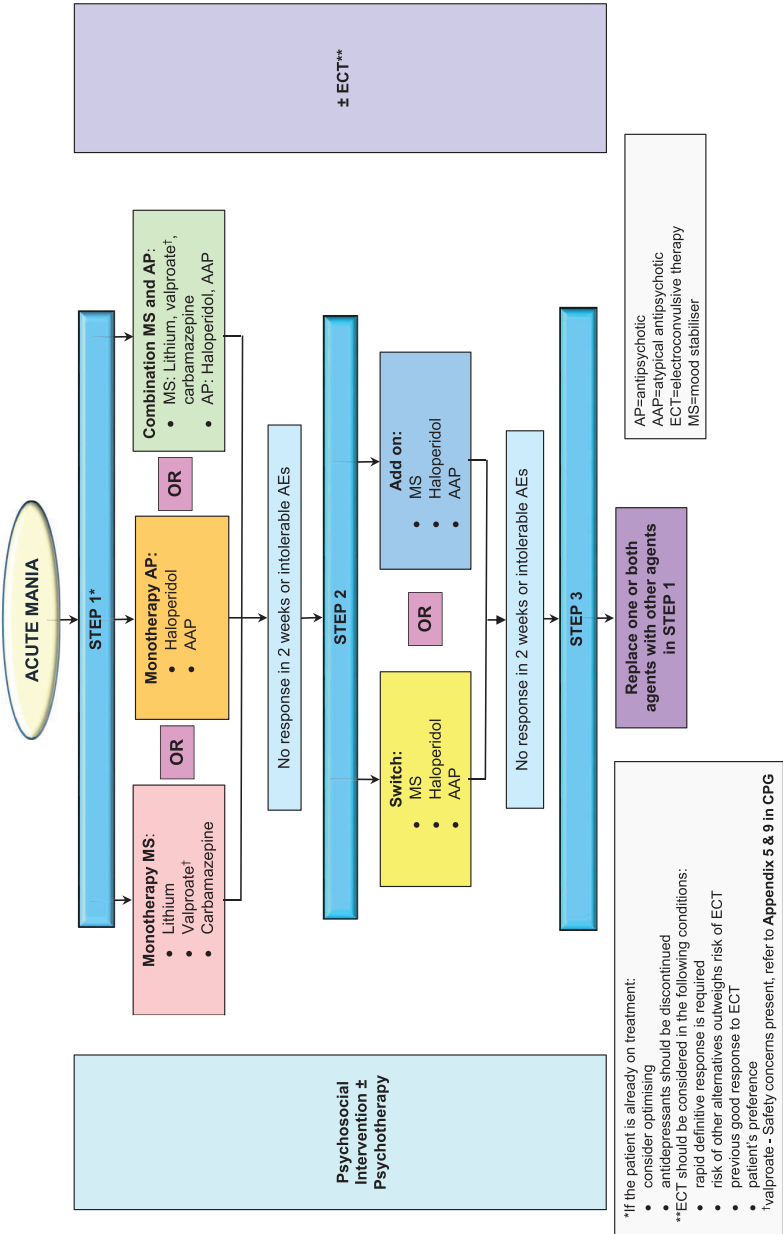 ACUTE MANIA
STEP 1*
Monotherapy MS:
• Lithium
• Valproate†
• Carbamazepine
OR
Monotherapy AP:
• Haloperidol
• AAP
OR
Combination MS and AP:
• MS: Lithium, valproate†,
carbamazepine
• AP: Haloperidol, AAP
No response in 2 weeks or intolerable AEs
STEP 2
Switch:
• MS
• Haloperidol
• AAP
OR
Add on:
• MS
• Haloperidol
• AAP
No response in 2 weeks or intolerable AEs
STEP 3
Replace one or both
agents with other agents
in STEP 1
Psychosocial
Intervention ±
Psychotherapy
± ECT**
*If the patient is already on treatment:
• consider optimising
• antidepressants should be discontinued
**ECT should be considered in the following conditions:
• rapid definitive response is required
• risk of other alternatives outweighs risk of ECT
• previous good response to ECT
• patient’s preference
†valproate - Safety concerns present, refer to Appendix 5 & 9 in CPG
AP=antipsychotic
AAP=atypical antipsychotic
ECT=electroconvulsive therapy
MS=mood stabiliser